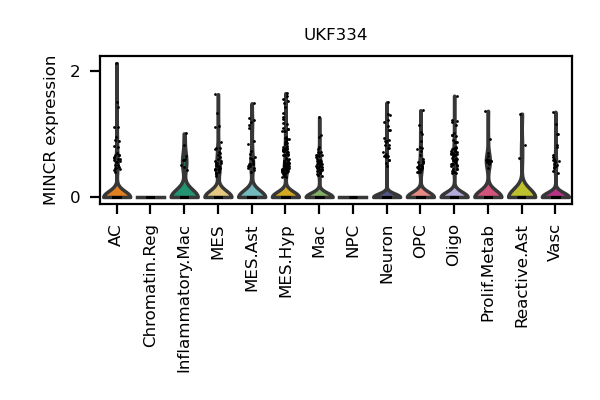 UKF334
MINCR expression
2
0
AC
Chromatin.Reg
Inflammatory.Mac
MES
MES.Ast
MES.Hyp
Mac
NPC
Neuron
OPC
Oligo
Prolif.Metab
Reactive.Ast
Vasc